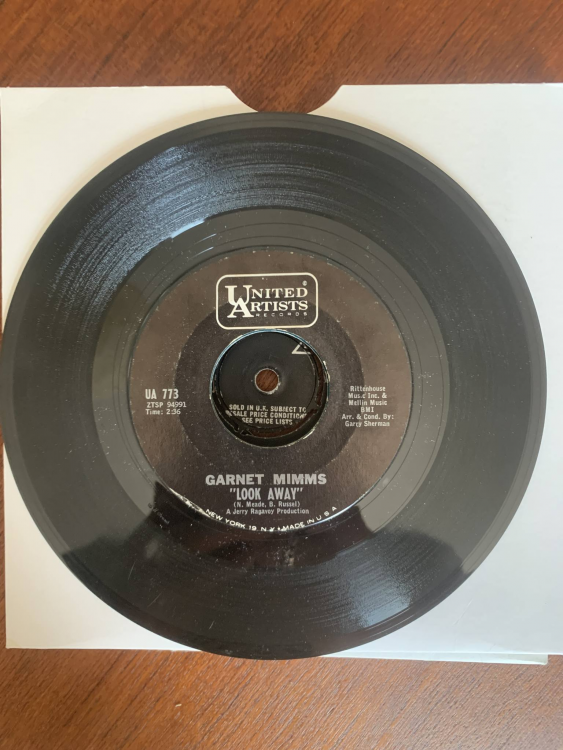 UNITED
ARTISTS
RECORDS
UA 773
ZTSP 94991
Time: 2:56
Rittenhouse
Music Inc. &
Mellin Music
BMI
Arr. & Cond. By:
Garry Sherman
SOLD IN U.K. SUBJECT TO
RESALE PRICE CONDITIONS
SEE PRICE LISTS
GARNET MIMMS
"LOOK AWAY"
(N. Meade, B. Russel)
A Jerry Ragavoy Production
NEW YORK 19 N.Y. • MADE IN U S A